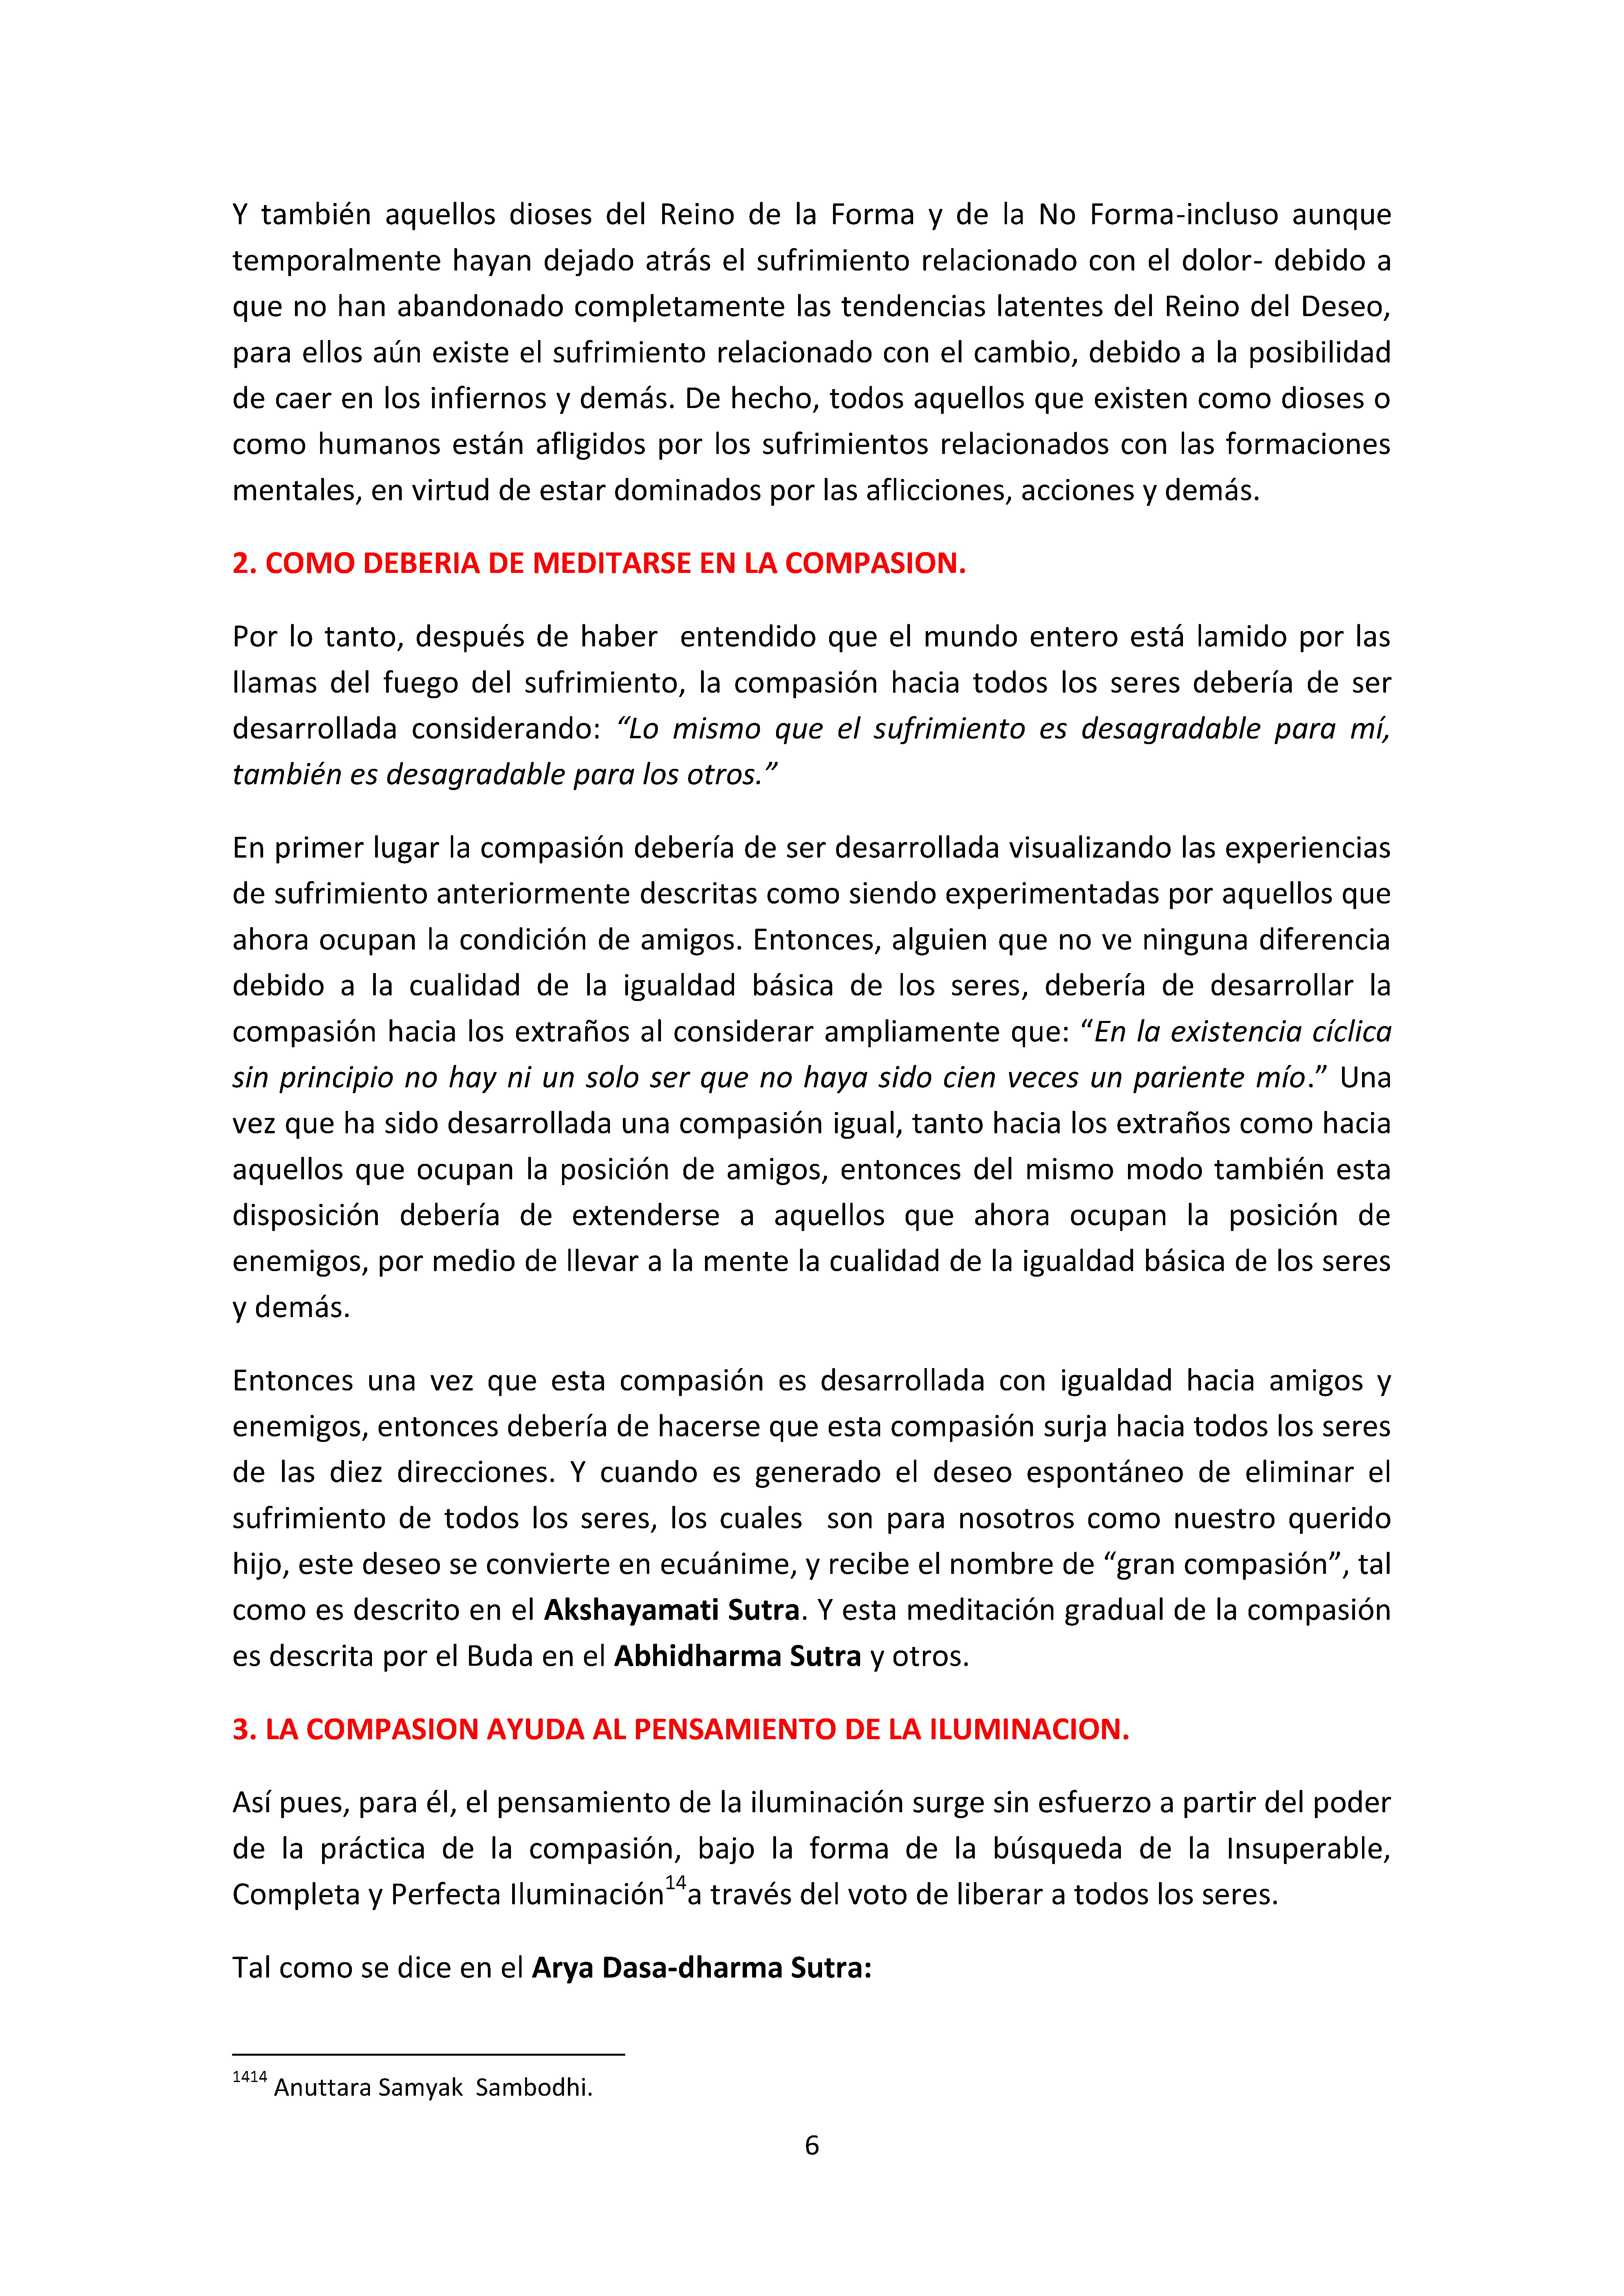 Y también aquellos dioses del Reino de la Forma y de la No Forma-incluso aunque
temporalmente hayan dejado atrás el sufrimiento relacionado con el dolor- debido a
que no han abandonado completamente las tendencias latentes del Reino del Deseo,
para ellos aún existe el sufrimiento relacionado con el cambio, debido a la posibilidad
de caer en los infiernos y demás. De hecho, todos aquellos que existen como dioses o
como humanos están afligidos por los sufrimientos relacionados con las formaciones
mentales, en virtud de estar dominados por las aflicciones, acciones y demás.
2. COMO DEBERIA DE MEDITARSE EN LA COMPASION.
Por lo tanto, después de haber  entendido que el mundo entero está lamido por las
llamas del fuego del sufrimiento, la compasión hacia todos los seres debería de ser
desarrollada considerando: “Lo mismo que el sufrimiento es desagradable para mí,
también es desagradable para los otros.”
En primer lugar la compasión debería de ser desarrollada visualizando las experiencias
de sufrimiento anteriormente descritas como siendo experimentadas por aquellos que
ahora ocupan la condición de amigos. Entonces, alguien que no ve ninguna diferencia
debido a la cualidad de la igualdad básica de los seres, debería de desarrollar la
compasión hacia los extraños al considerar ampliamente que: “En la existencia cíclica
sin principio no hay ni un solo ser que no haya sido cien veces un pariente mío.” Una
vez que ha sido desarrollada una compasión igual, tanto hacia los extraños como hacia
aquellos que ocupan la posición de amigos, entonces del mismo modo también esta
disposición debería de extenderse a aquellos que ahora ocupan la posición de
enemigos, por medio de llevar a la mente la cualidad de la igualdad básica de los seres
y demás.
Entonces una vez que esta compasión es desarrollada con igualdad hacia amigos y
enemigos, entonces debería de hacerse que esta compasión surja hacia todos los seres
de las diez direcciones. Y cuando es generado el deseo espontáneo de eliminar el
sufrimiento de todos los seres, los cuales  son para nosotros como nuestro querido
hijo, este deseo se convierte en ecuánime, y recibe el nombre de “gran compasión”, tal
como es descrito en el Akshayamati Sutra. Y esta meditación gradual de la compasión
es descrita por el Buda en el Abhidharma Sutra y otros.
3. LA COMPASION AYUDA AL PENSAMIENTO DE LA ILUMINACION.
Así pues, para él, el pensamiento de la iluminación surge sin esfuerzo a partir del poder
de la práctica de la compasión, bajo la forma de la búsqueda de la Insuperable,
Completa y Perfecta Iluminación14a través del voto de liberar a todos los seres.
Tal como se dice en el Arya Dasa-dharma Sutra:
1414 Anuttara Samyak  Sambodhi.
6